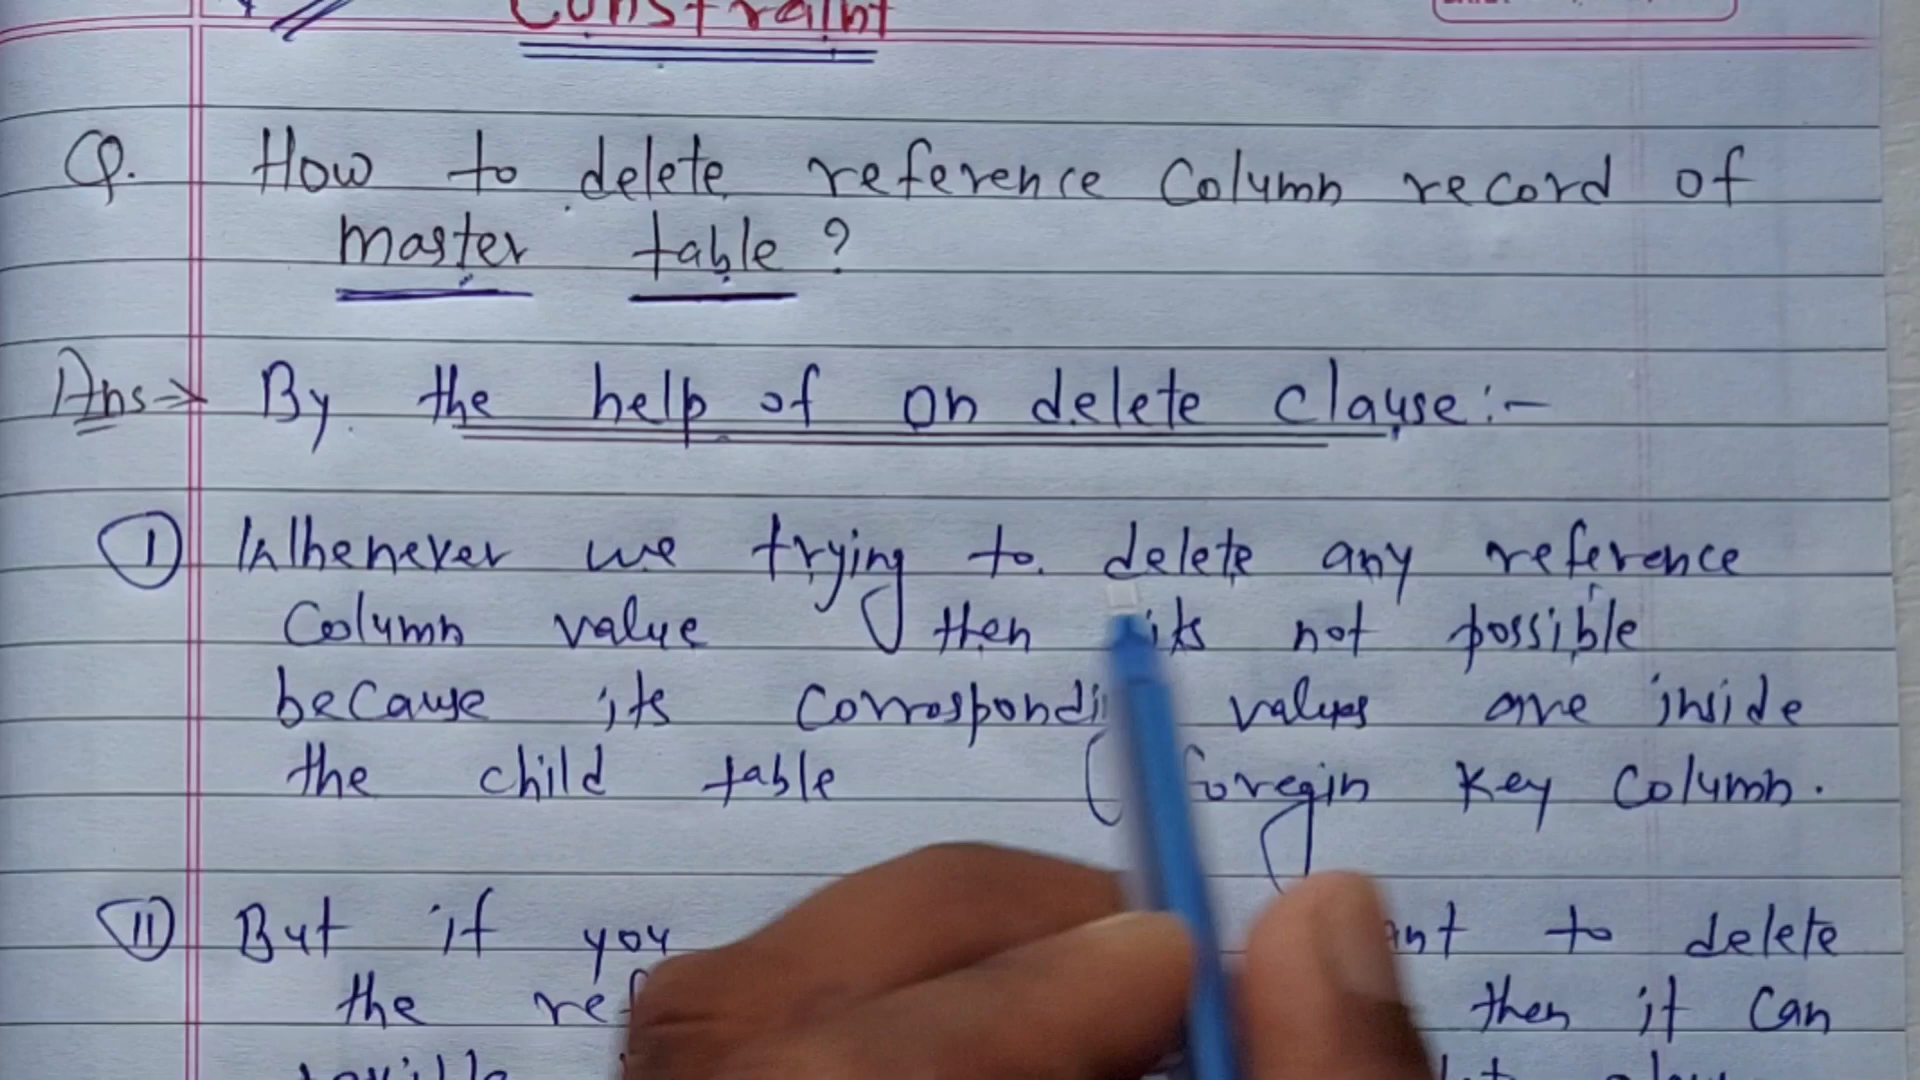 Constraint
Q. How to delete reference Column record of
master table ?
Ans → By the help of on delete clause :-
I Whenever we trying to delete any reference
Column value then its not possible
because its values are inside
the child table ( foregin key Column.
II But if you to delete
the then it can